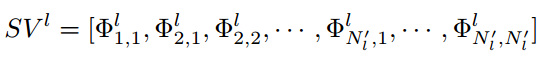 SV^l = [Φ^l_{1,1}, Φ^l_{2,1}, Φ^l_{2,2}, ⋯ , Φ^l_{N'_l,1}, ⋯ , Φ^l_{N'_l,N'_l}]